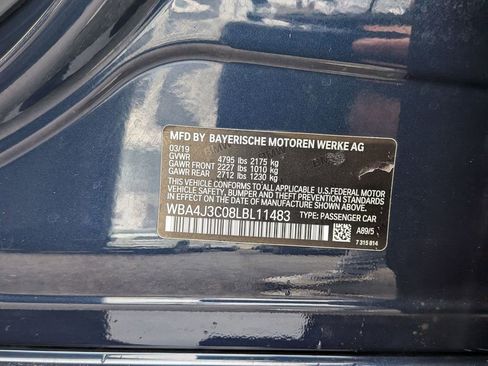 MFD BY BAYERISCHE MOTOREN WERKE AG
03/19
GVWR 4795 lbs 2175 kg
GAWR FRONT 2227 lbs 1010 kg
GAWR REAR 2712 lbs 1230 kg
THIS VEHICLE CONFORMS TO ALL APPLICABLE U.S.FEDERAL MOTOR
VEHICLE SAFETY, BUMPER, AND THEFT PREVENTION STANDARDS
IN EFFECT ON THE DATE OF MANUFACTURE SHOWN ABOVE.
WBA4J3C08LBL11483 TYPE: PASSENGER CAR
A89/5
7 315 814